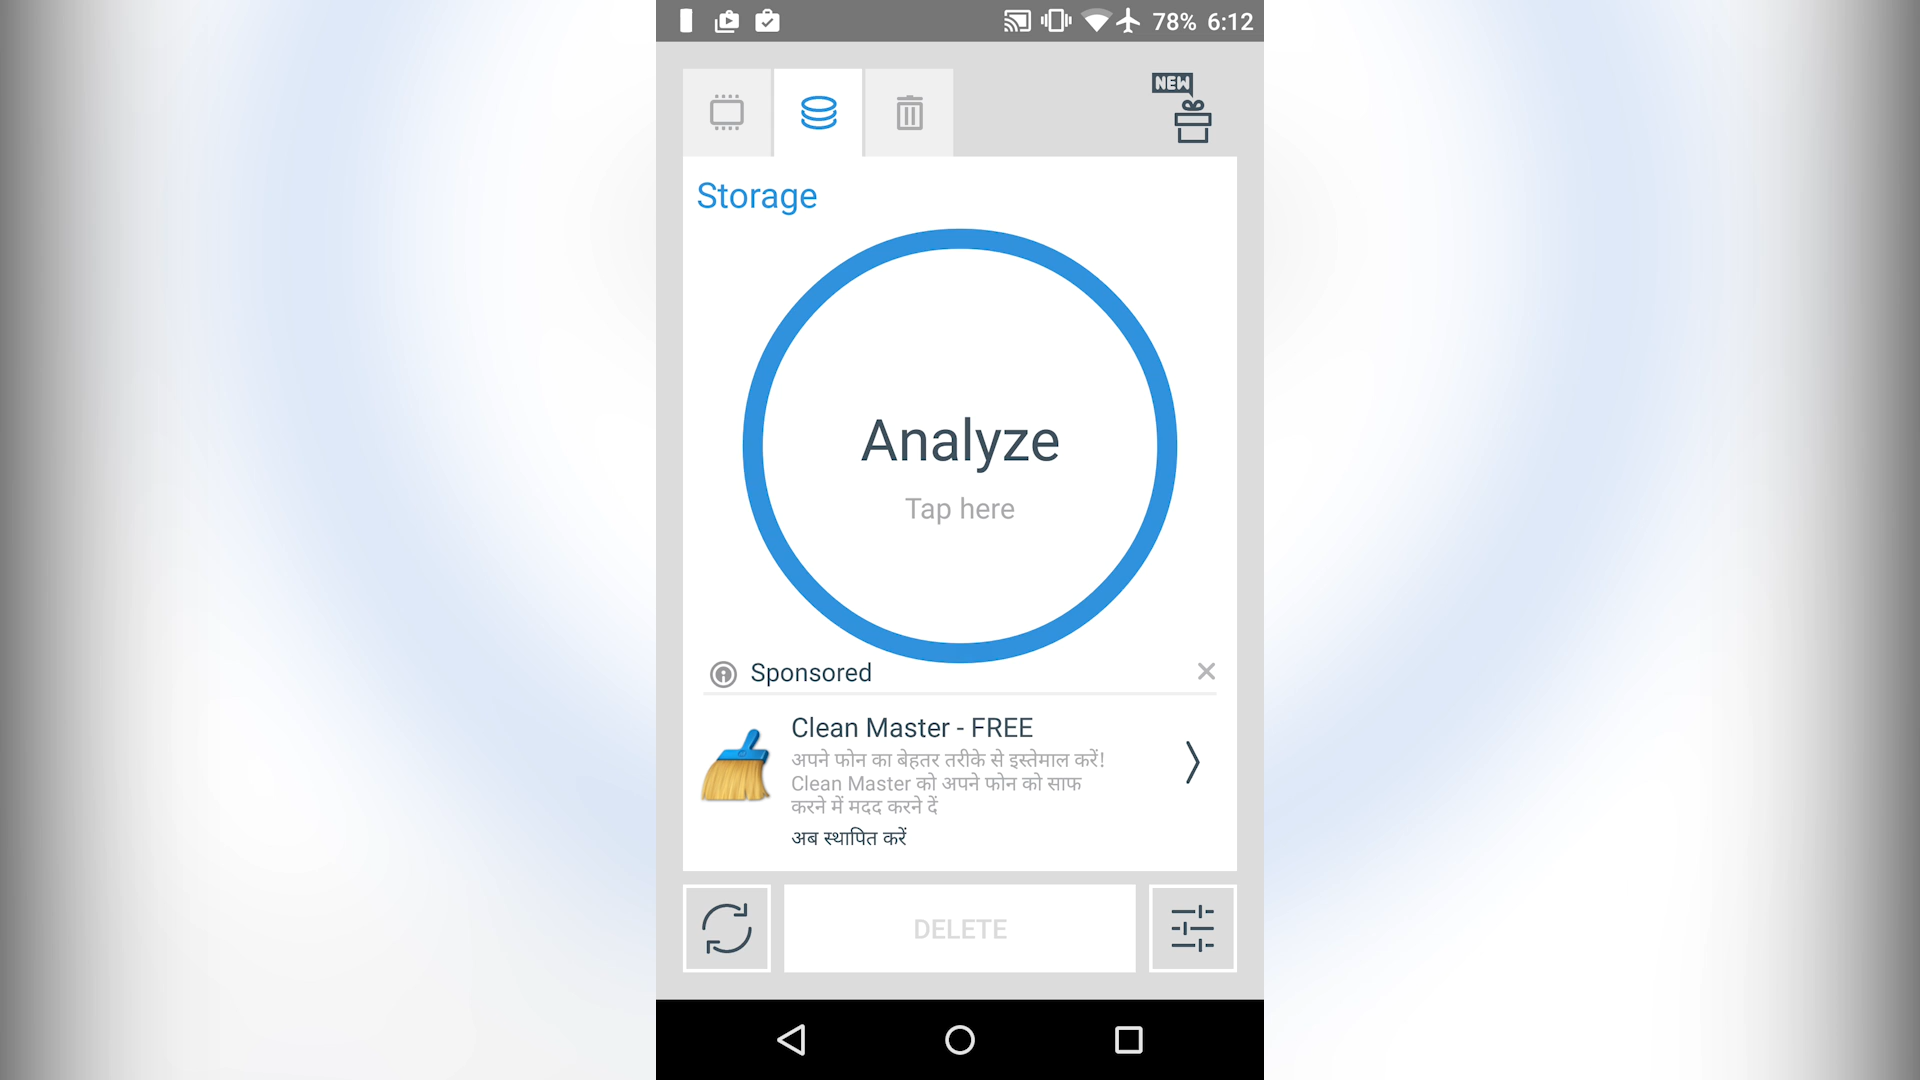 78% 6:12
NEW
Storage
Analyze
Tap here
Sponsored
Clean Master - FREE
अपने फोन का बेहतर तरीके से इस्तेमाल करें!
Clean Master को अपने फोन को साफ
करने में मदद करने दें
अब स्थापित करें
DELETE